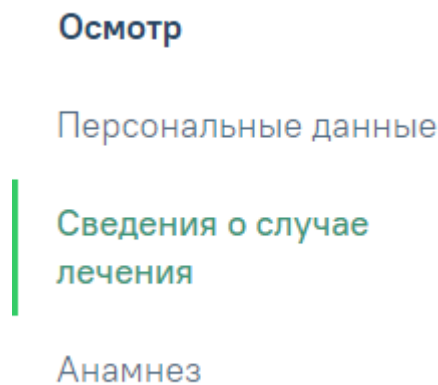 Осмотр
Персональные данные
Сведения о случае
лечения
Анамнез